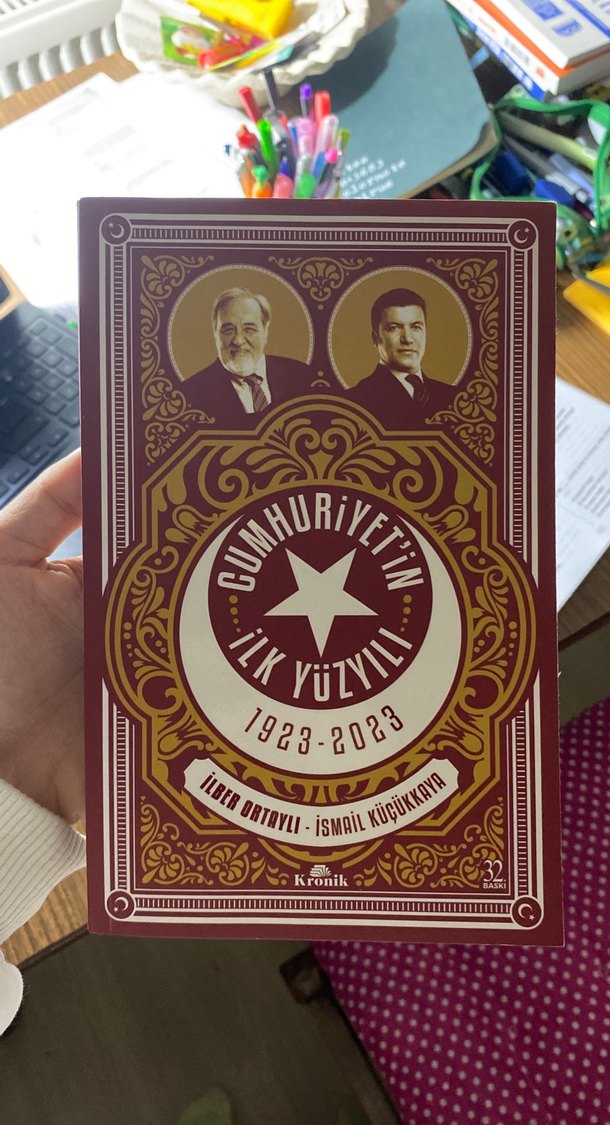 CUMHURİYET'İN
İLK YÜZYILI
1923-2023
İLBER ORTAYLI - İSMAİL KÜÇÜKKAYA
Kronik
32.
BASKI